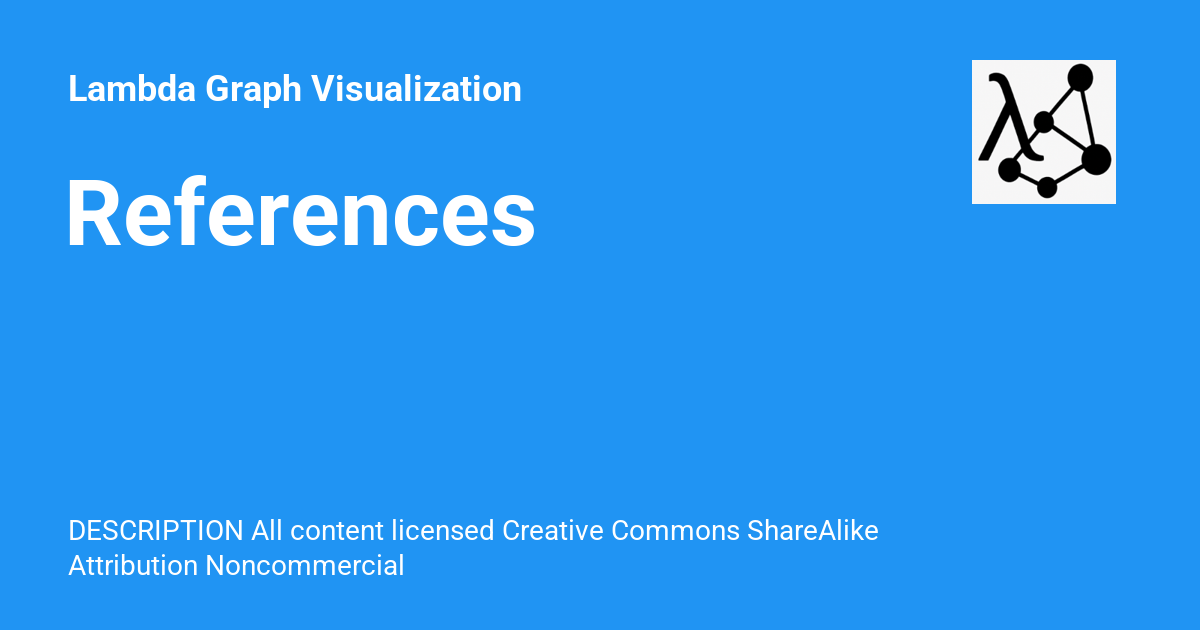 Lambda Graph Visualization
λ
References
DESCRIPTION All content licensed Creative Commons ShareAlike
Attribution Noncommercial